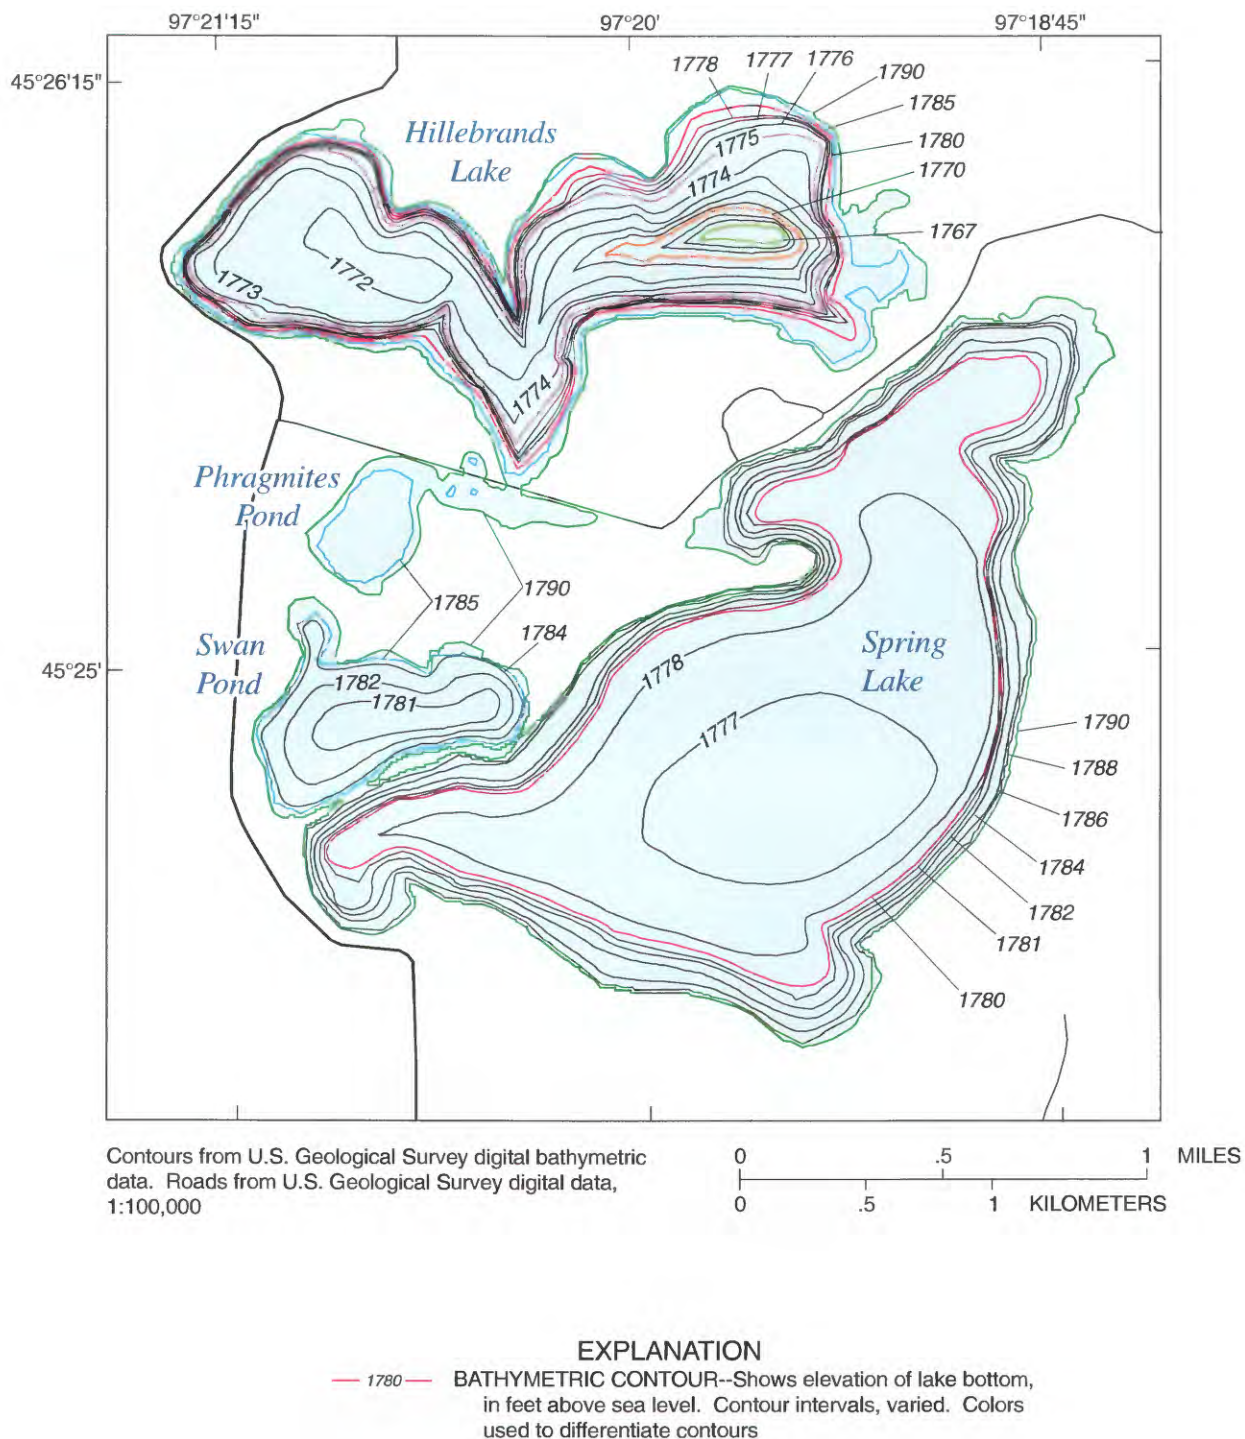 97°21'15"
97°20'
97°18'45"
45°26'15"
1778
1777
1776
1790
1785
1780
1770
1767
Hillebrands
Lake
1775
1774
1773
1772
1774
Phragmites
Pond
1785
1790
1784
Swan
Pond
45°25'
1782
1781
1778
1777
Spring
Lake
1790
1788
1786
1784
1782
1781
1780
Contours from U.S. Geological Survey digital bathymetric
data. Roads from U.S. Geological Survey digital data,
1:100,000
0 .5 1 MILES
0 .5 1 KILOMETERS
EXPLANATION
1780 BATHYMETRIC CONTOUR--Shows elevation of lake bottom,
in feet above sea level. Contour intervals, varied. Colors
used to differentiate contours